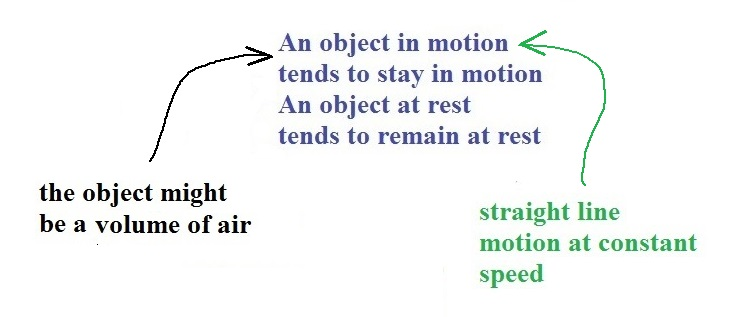 An object in motion
tends to stay in motion
An object at rest
tends to remain at rest
the object might
be a volume of air
straight line
motion at constant
speed